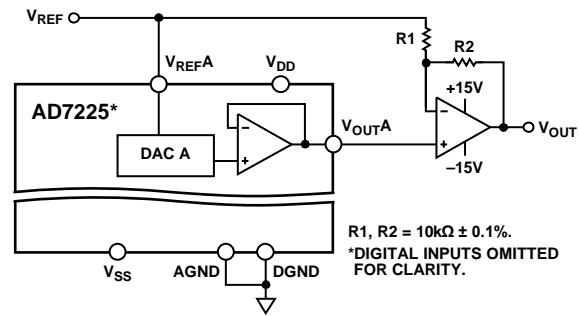 VREF
R1
R2
VREFA
VDD
+15V
AD7225*
DAC A
−
+
VOUTA
−
+
VOUT
–15V
R1, R2 = 10kΩ ± 0.1%.
*DIGITAL INPUTS OMITTED
FOR CLARITY.
VSS
AGND
DGND